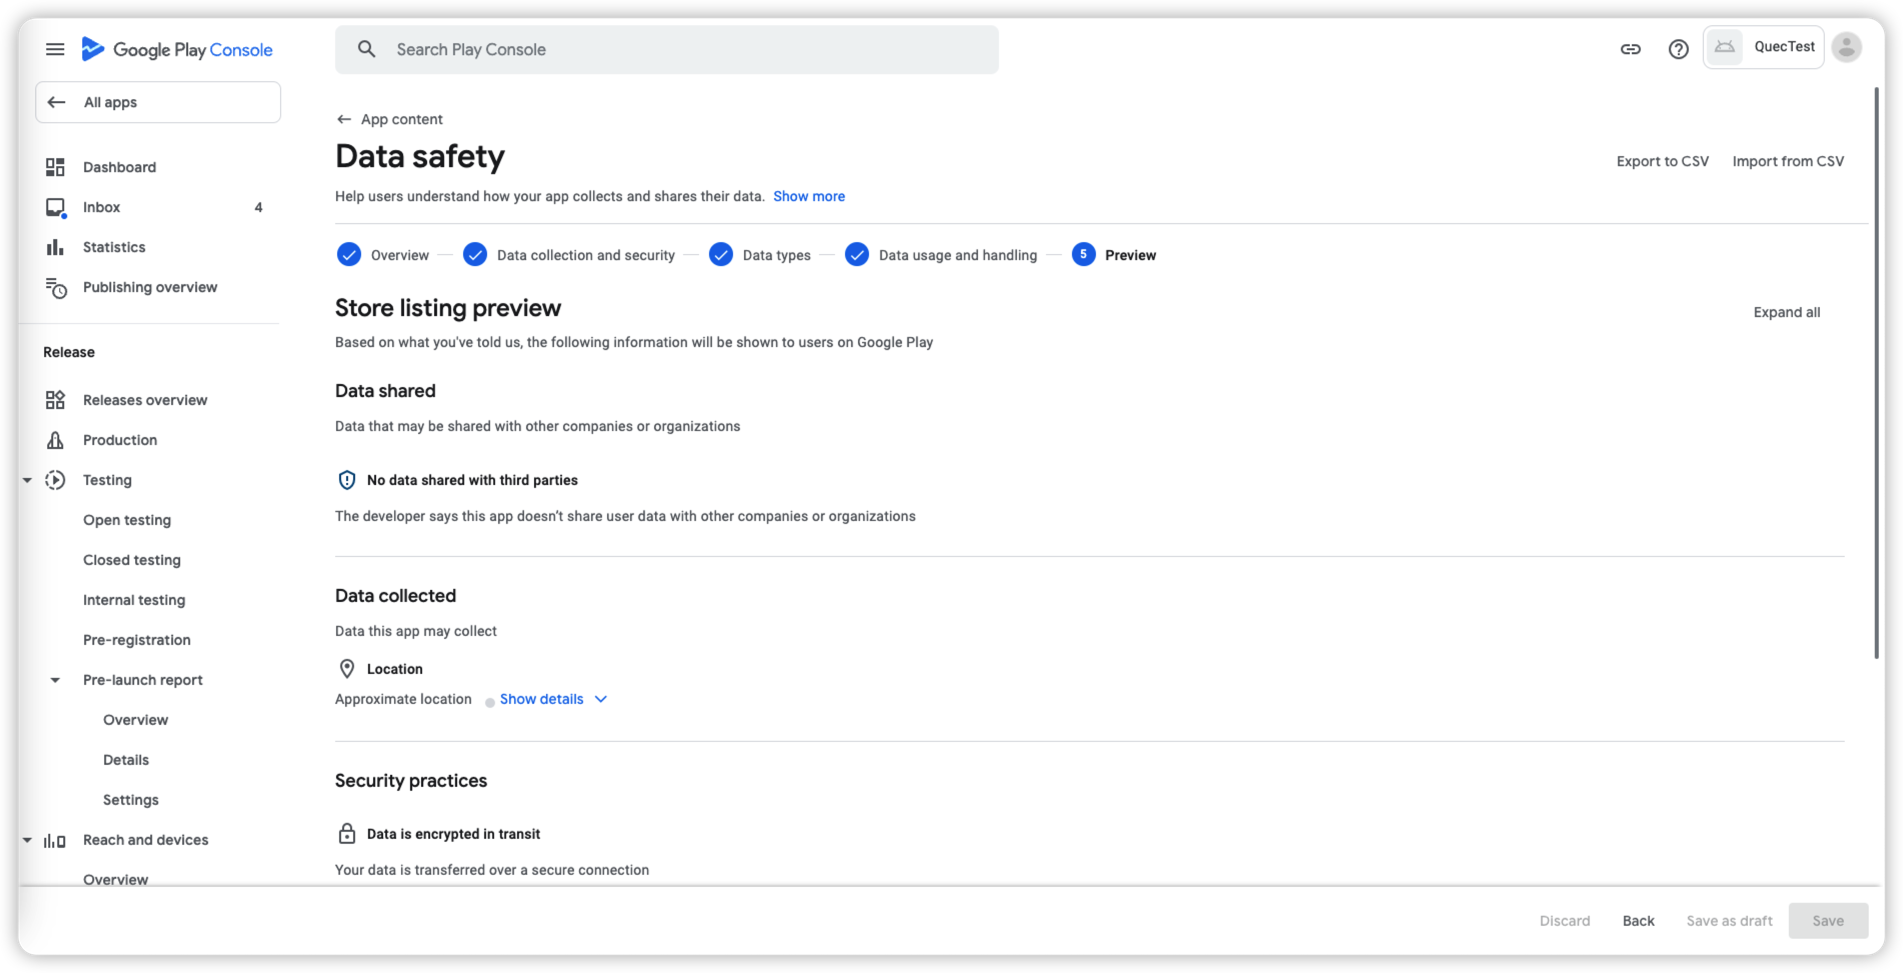 Google Play Console
Search Play Console
QuecTest
All apps
Dashboard
Inbox 4
Statistics
Publishing overview
Release
Releases overview
Production
Testing
Open testing
Closed testing
Internal testing
Pre-registration
Pre-launch report
Overview
Details
Settings
Reach and devices
Overview
App content
Data safety
Export to CSV Import from CSV
Help users understand how your app collects and shares their data. Show more
Overview Data collection and security Data types Data usage and handling 5 Preview
Store listing preview
Expand all
Based on what you've told us, the following information will be shown to users on Google Play
Data shared
Data that may be shared with other companies or organizations
No data shared with third parties
The developer says this app doesn't share user data with other companies or organizations
Data collected
Data this app may collect
Location
Approximate location Show details
Security practices
Data is encrypted in transit
Your data is transferred over a secure connection
Discard Back Save as draft Save